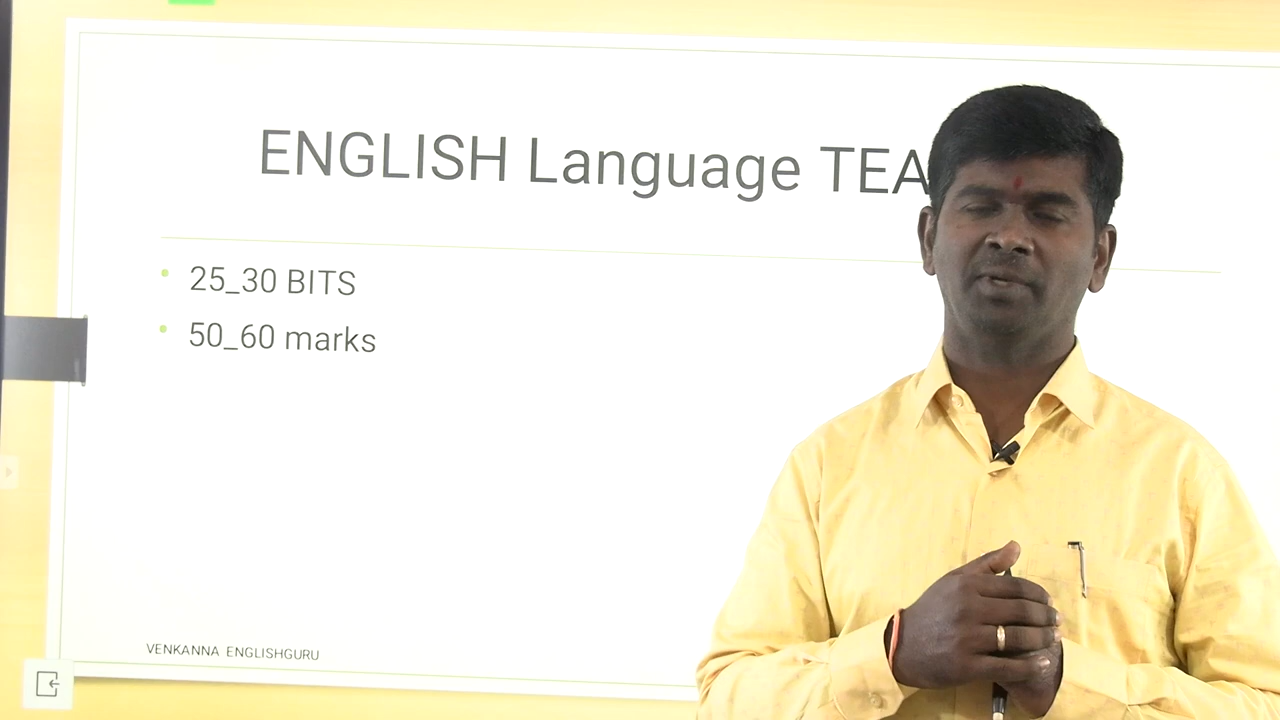 ENGLISH Language TEA
25_30 BITS
50_60 marks
VENKANNA ENGLISHGURU